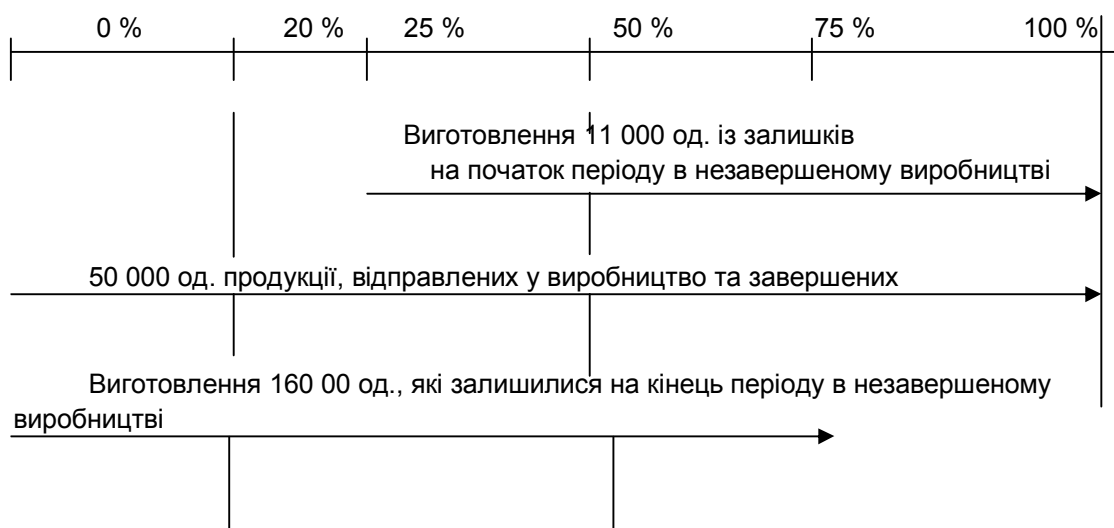 0 % 20 % 25 % 50 % 75 % 100 %
Виготовлення 11 000 од. із залишків
на початок періоду в незавершеному виробництві
50 000 од. продукції, відправлених у виробництво та завершених
Виготовлення 160 00 од., які залишилися на кінець періоду в незавершеному
виробництві